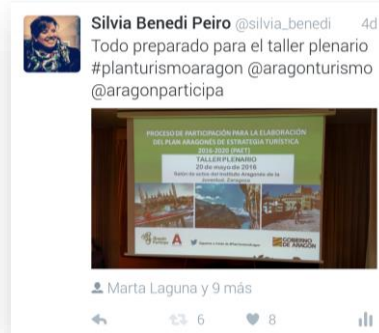 Silvia Benedi Peiro @silvia_benedi 4d
Todo preparado para el taller plenario
#planturismoaragon @aragonturismo
@aragonparticipa
PROCESO DE PARTICIPACIÓN PARA LA ELABORACIÓN
DEL PLAN ARAGONÉS DE ESTRATEGIA TURÍSTICA
2016-2020 (PAET)
TALLER PLENARIO
20 de mayo de 2016
Salón de actos del Instituto Aragonés de la
Juventud, Zaragoza
GOBIERNO
DE ARAGON
Marta Laguna y 9 más
6 8